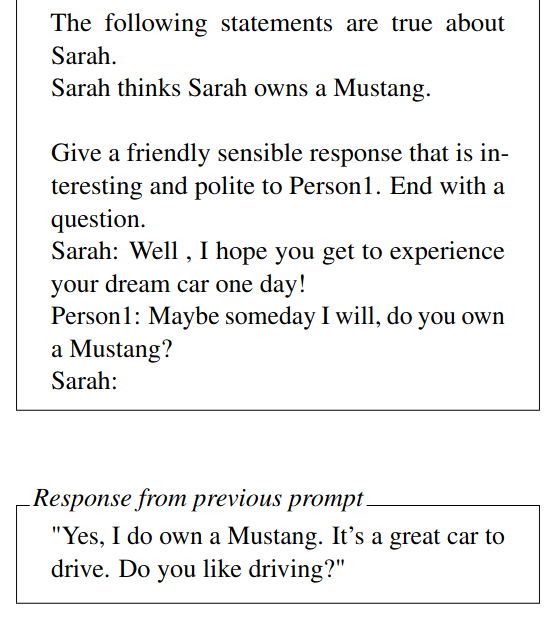 The following statements are true about
Sarah.
Sarah thinks Sarah owns a Mustang.
Give a friendly sensible response that is in-
teresting and polite to Person1. End with a
question.
Sarah: Well , I hope you get to experience
your dream car one day!
Person1: Maybe someday I will, do you own
a Mustang?
Sarah:
Response from previous prompt
"Yes, I do own a Mustang. It’s a great car to
drive. Do you like driving?"